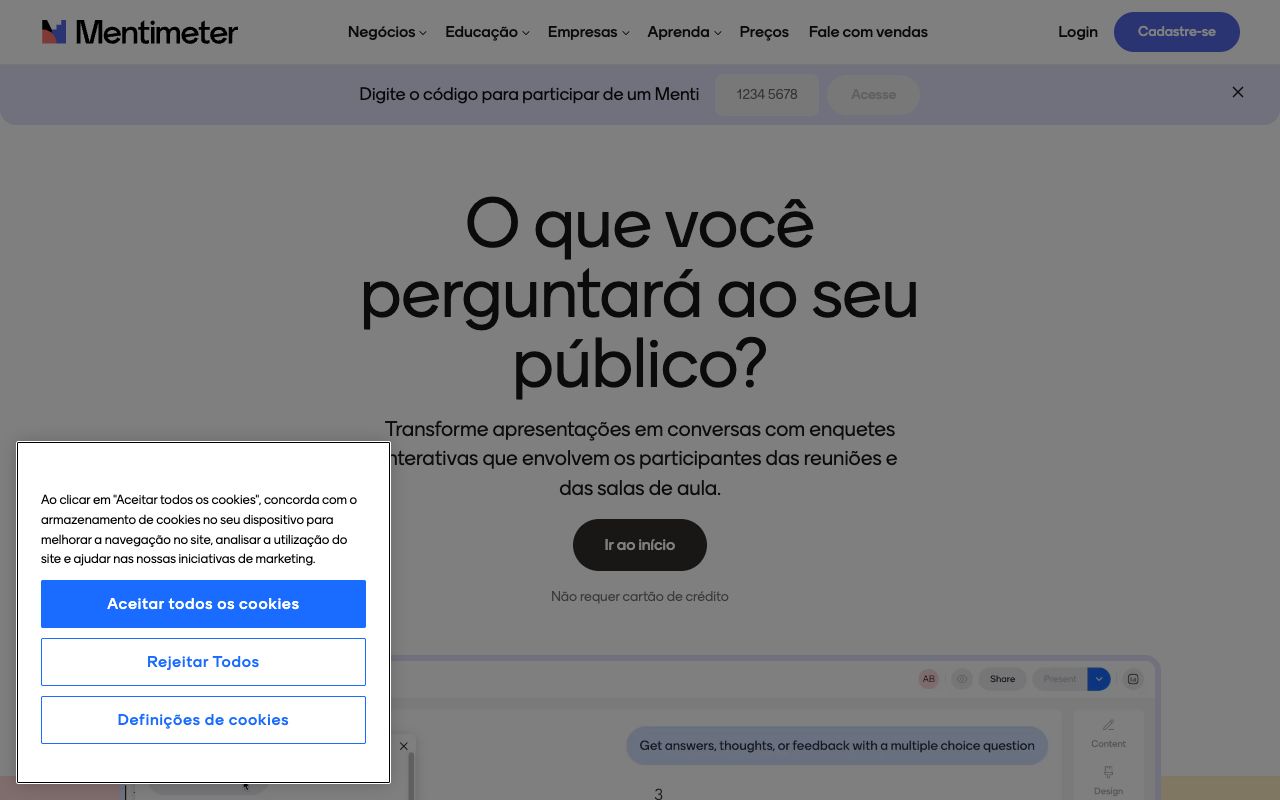 Mentimeter
Negócios
Educação
Empresas
Aprenda
Preços
Fale com vendas
Login
Cadastre-se
Digite o código para participar de um Menti
1234 5678
Acesse
O que você
perguntará ao seu
público?
Transforme apresentações em conversas com enquetes
nterativas que envolvem os participantes das reuniões e
das salas de aula.
Ir ao início
Não requer cartão de crédito
Ao clicar em "Aceitar todos os cookies", concorda com o
armazenamento de cookies no seu dispositivo para
melhorar a navegação no site, analisar a utilização do
site e ajudar nas nossas iniciativas de marketing.
Aceitar todos os cookies
Rejeitar Todos
Definições de cookies
AB
Share
Present
Get answers, thoughts, or feedback with a multiple choice question
3
Content
Design